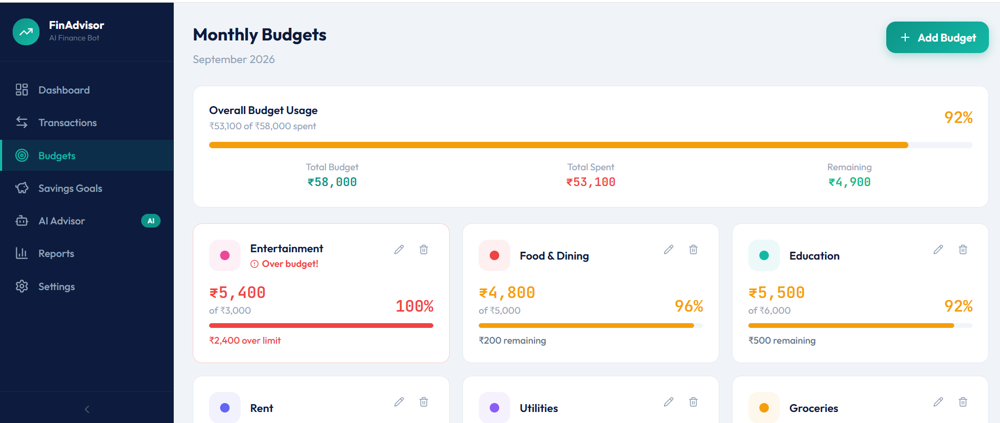 FinAdvisor
AI Finance Bot
Dashboard
Transactions
Budgets
Savings Goals
AI Advisor AI
Reports
Settings
Monthly Budgets
September 2026
+ Add Budget
Overall Budget Usage
₹53,100 of ₹58,000 spent
92%
Total Budget
₹58,000
Total Spent
₹53,100
Remaining
₹4,900
Entertainment
Over budget!
₹5,400
of ₹3,000
100%
₹2,400 over limit
Food & Dining
₹4,800
of ₹5,000
96%
₹200 remaining
Education
₹5,500
of ₹6,000
92%
₹500 remaining
Rent
Utilities
Groceries